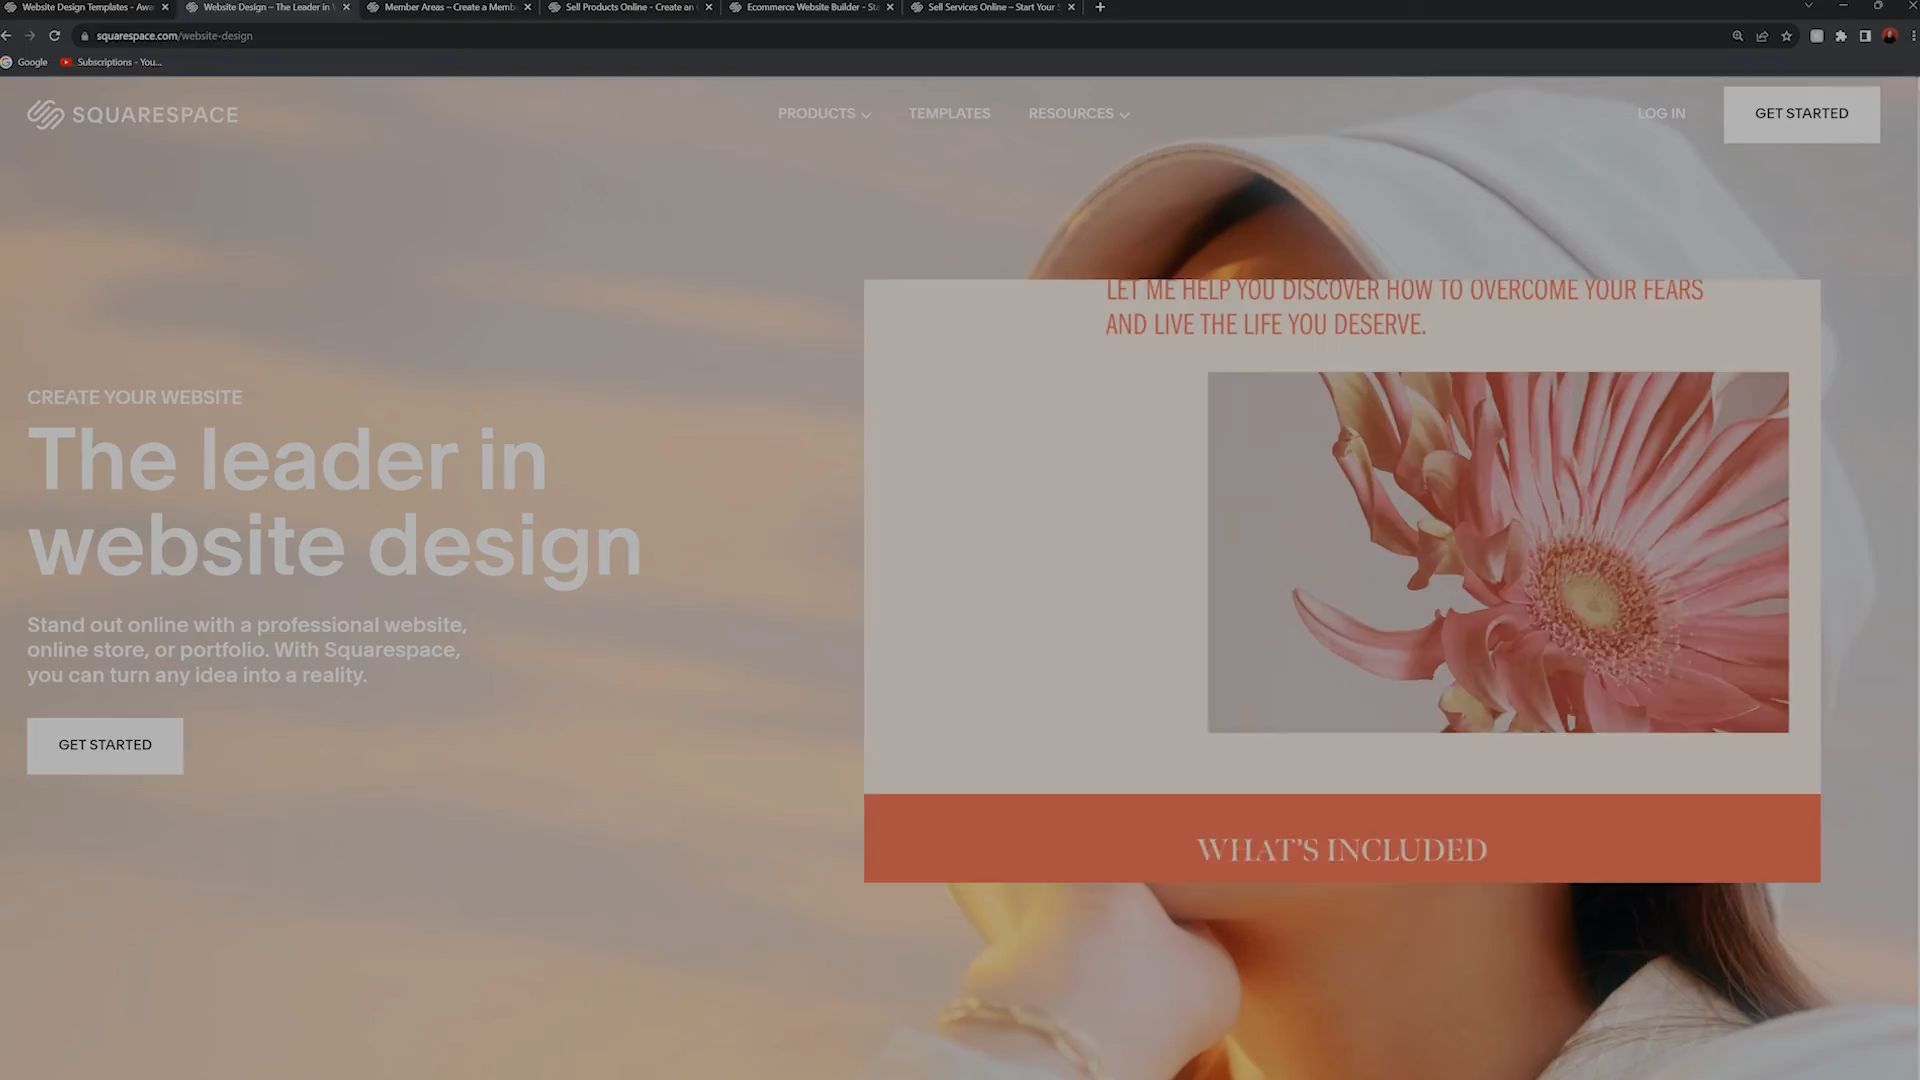 Website Design Templates - Awa
Website Design – The Leader in
Member Areas – Create a Memb
Sell Products Online - Create an
Ecommerce Website Builder - St
Sell Services Online – Start Your
squarespace.com/website-design
Google
Subscriptions - You...
SQUARESPACE
PRODUCTS
TEMPLATES
RESOURCES
LOG IN
GET STARTED
CREATE YOUR WEBSITE
The leader in
website design
Stand out online with a professional website,
online store, or portfolio. With Squarespace,
you can turn any idea into a reality.
GET STARTED
LET ME HELP YOU DISCOVER HOW TO OVERCOME YOUR FEARS
AND LIVE THE LIFE YOU DESERVE.
WHAT'S INCLUDED